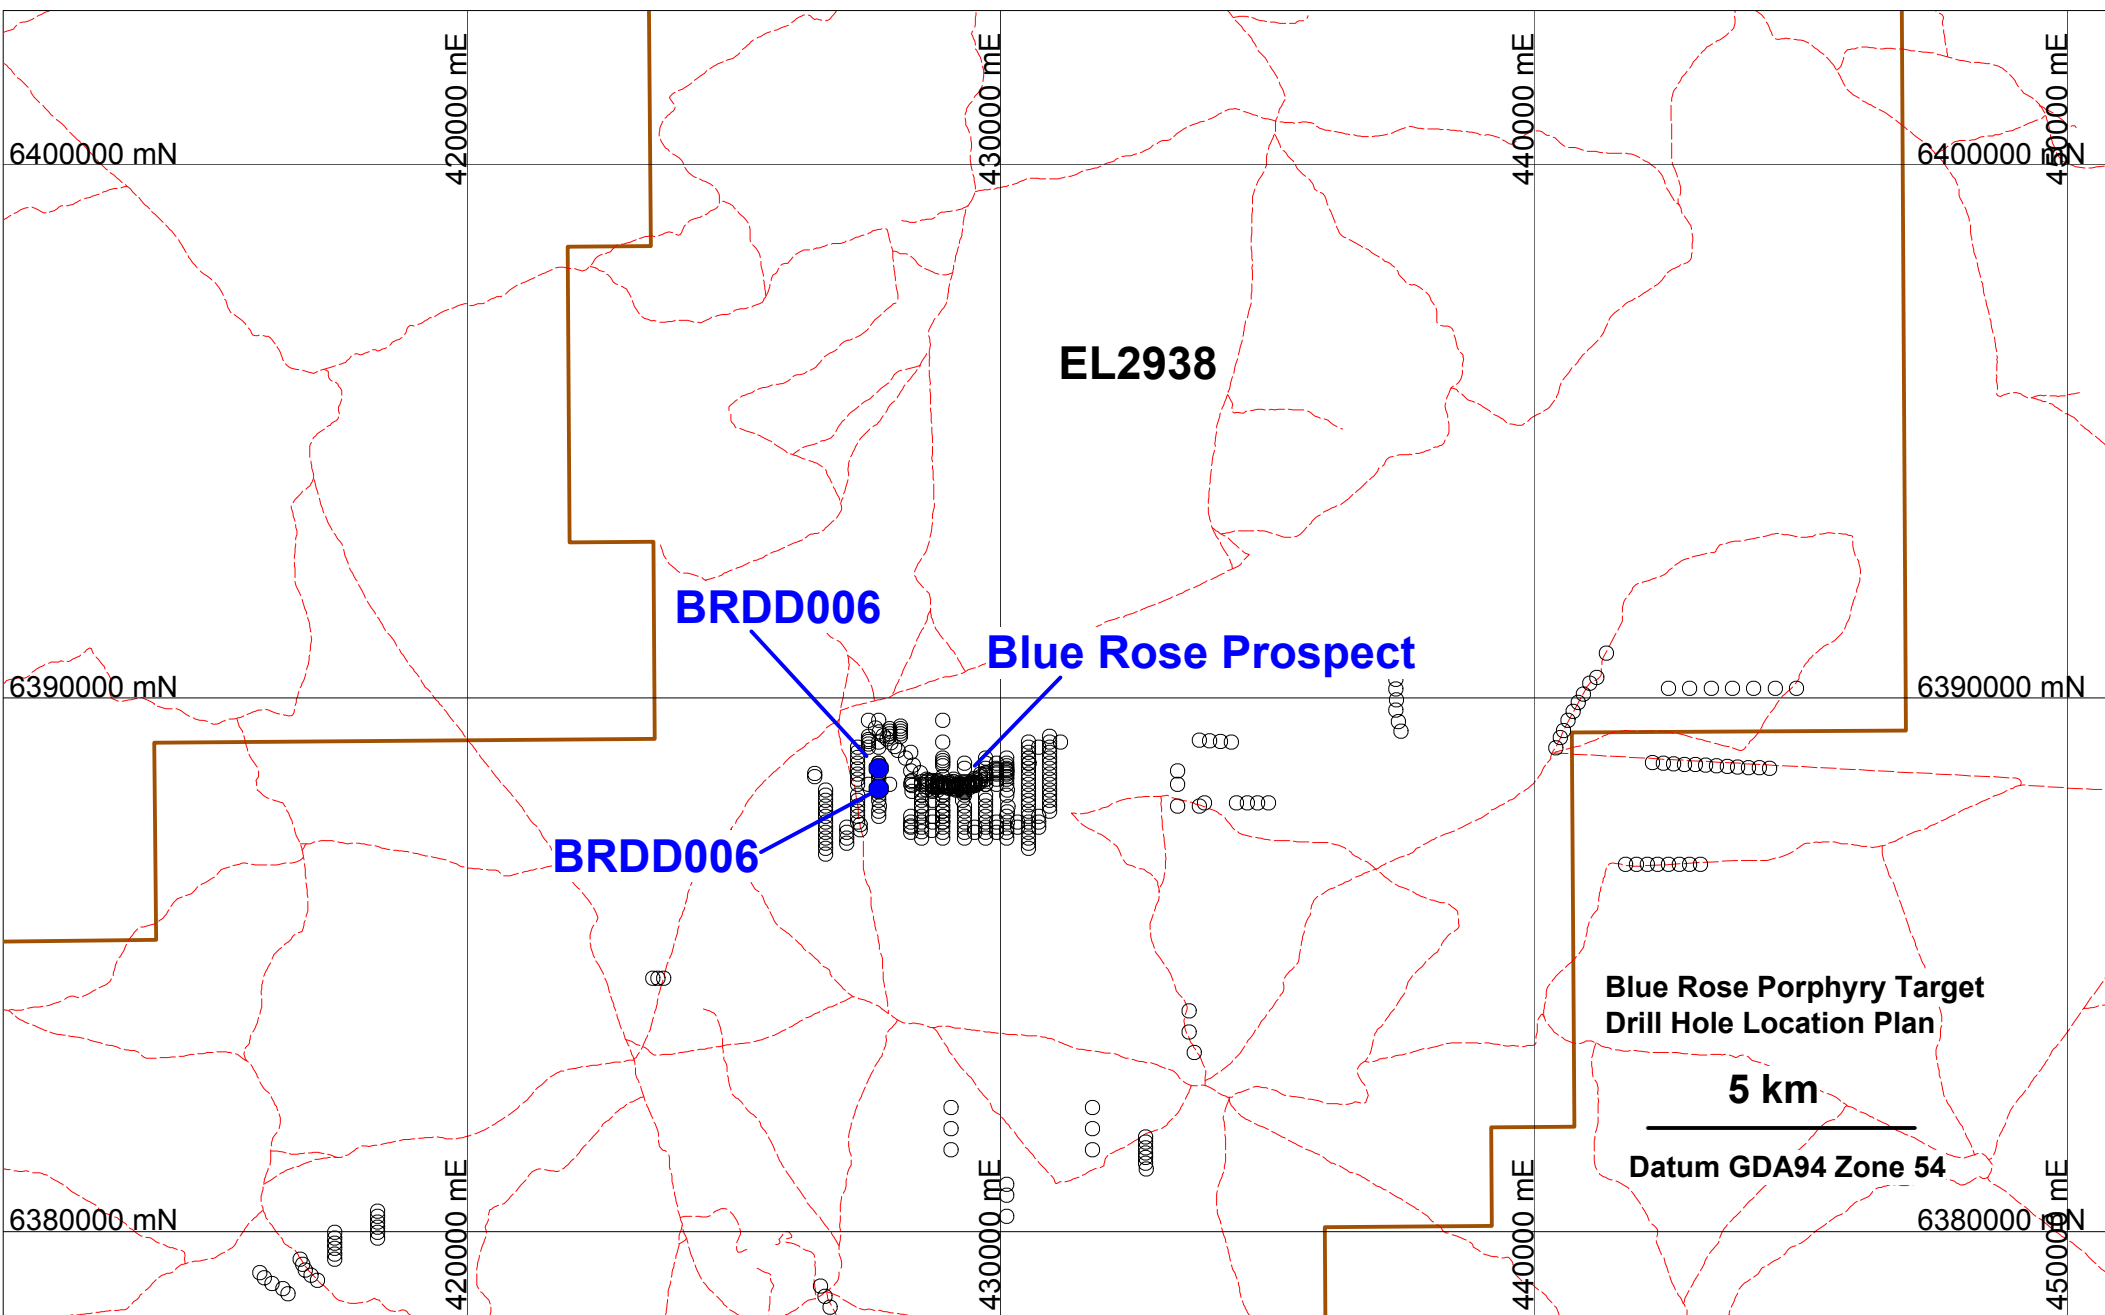 420000 mE
430000 mE
440000 mE
450000 mE
6400000 mN
6400000 mN
EL2938
BRDD006
Blue Rose Prospect
6390000 mN
6390000 mN
BRDD006
Blue Rose Porphyry Target
Drill Hole Location Plan
5 km
Datum GDA94 Zone 54
6380000 mN
6380000 mN
420000 mE
430000 mE
440000 mE
450000 mE